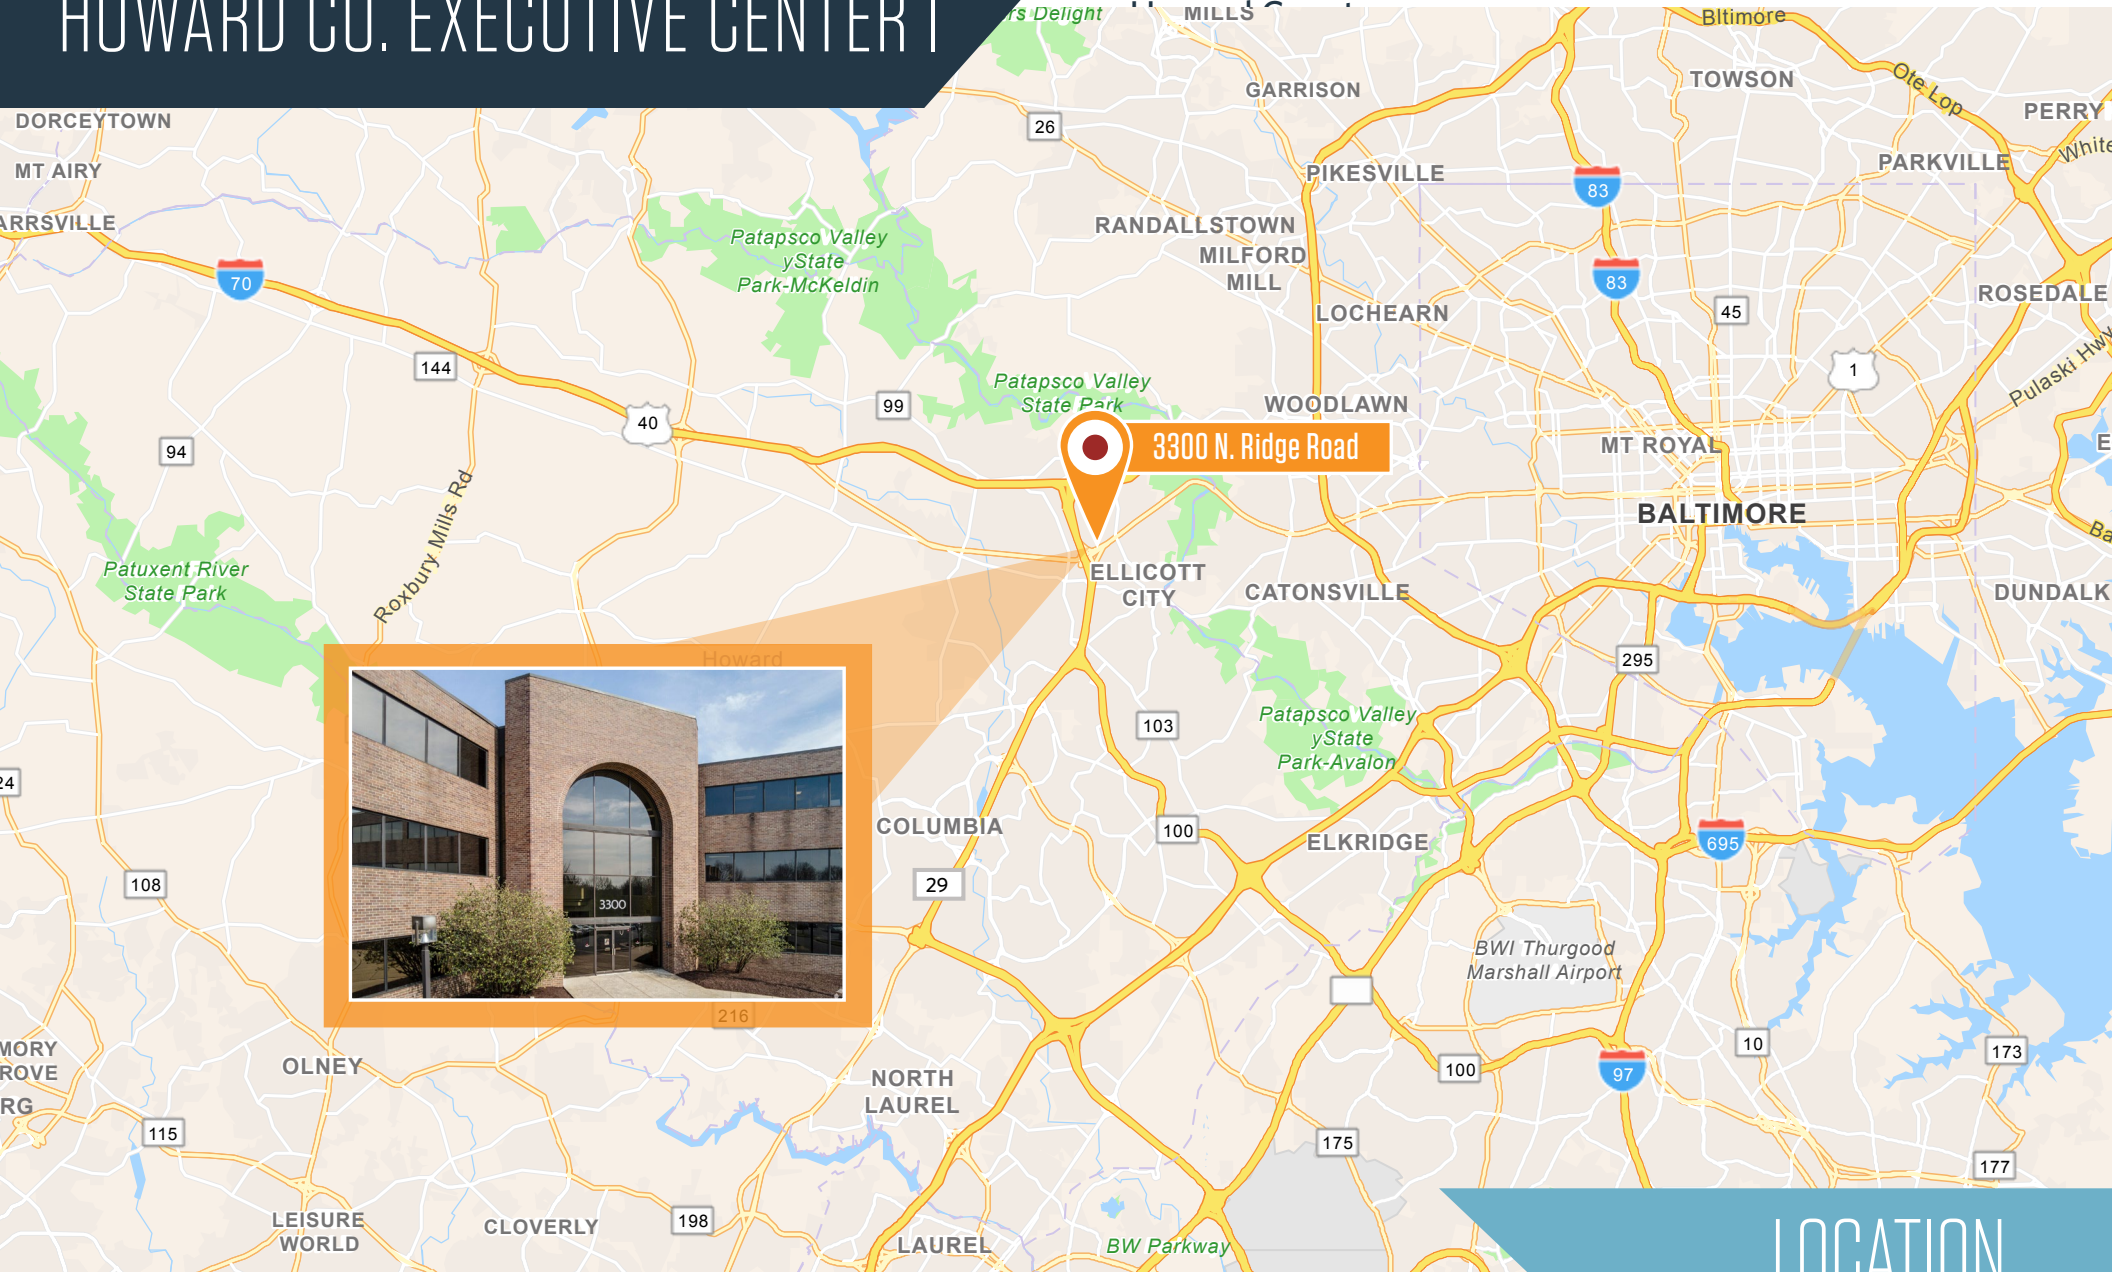 HOWARD CO. EXECUTIVE CENTER I
rs Delight
MILLS
Bltimore
GARRISON
TOWSON
Ote Lop
DORCEYTOWN
26
PERRY
MT AIRY
PIKESVILLE
83
PARKVILLE
White
ARRSVILLE
RANDALLSTOWN
Patapsco Valley
yState
Park-McKeldin
MILFORD
MILL
70
83
ROSEDALE
LOCHEARN
45
144
1
Pulaski Hwy
Patapsco Valley
State Park
99
WOODLAWN
40
94
3300 N. Ridge Road
MT ROYAL
BALTIMORE
Roxbury Mills Rd
Ba
E
Patuxent River
State Park
ELLICOTT
CITY
CATONSVILLE
DUNDALK
Howard
295
103
Patapsco Valley
yState
Park-Avalon
24
COLUMBIA
100
ELKRIDGE
695
108
29
3300
BWI Thurgood
Marshall Airport
216
MORY
ROVE
RG
OLNEY
NORTH
LAUREL
100
97
10
173
115
175
177
LEISURE
WORLD
CLOVERLY
198
LAUREL
BW Parkway
LOCATION